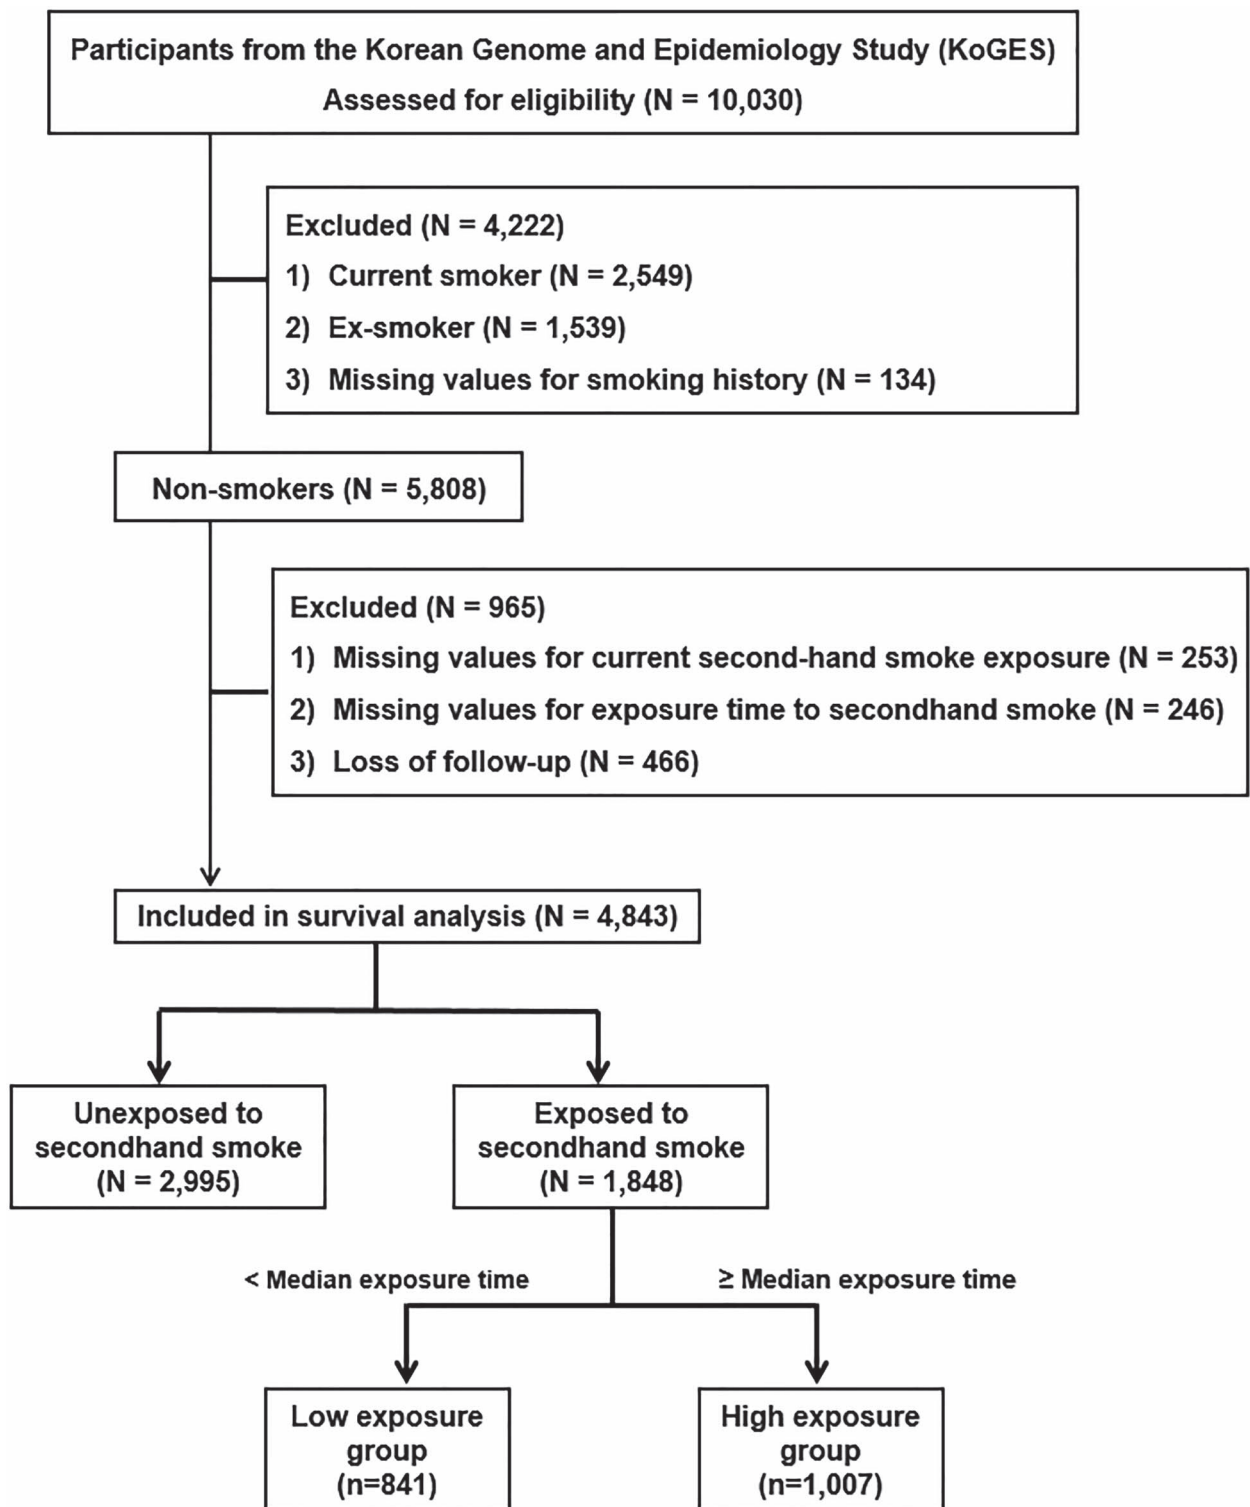 Participants from the Korean Genome and Epidemiology Study (KoGES)
Assessed for eligibility (N = 10,030)
Excluded (N = 4,222)
1) Current smoker (N = 2,549)
2) Ex-smoker (N = 1,539)
3) Missing values for smoking history (N = 134)
Non-smokers (N = 5,808)
Excluded (N = 965)
1) Missing values for current second-hand smoke exposure (N = 253)
2) Missing values for exposure time to secondhand smoke (N = 246)
3) Loss of follow-up (N = 466)
Included in survival analysis (N = 4,843)
Unexposed to
secondhand smoke
(N = 2,995)
Exposed to
secondhand smoke
(N = 1,848)
< Median exposure time
≥ Median exposure time
Low exposure
group
(n=841)
High exposure
group
(n=1,007)